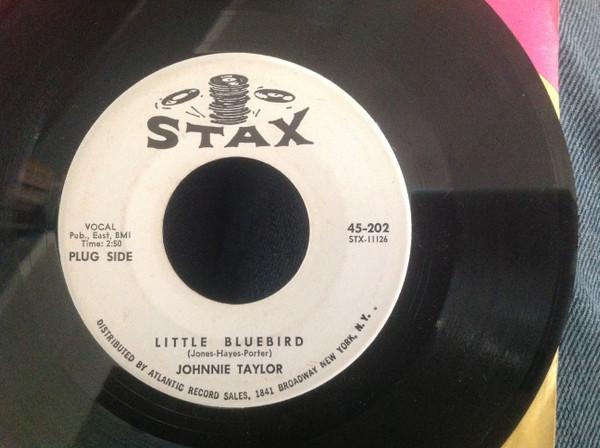 STAX
VOCAL
Pub., East, BMI
Time: 2:50
PLUG SIDE
45-202
STX-11126
LITTLE BLUEBIRD
(Jones-Hayes-Porter)
JOHNNIE TAYLOR
DISTRIBUTED BY ATLANTIC RECORD SALES, 1841 BROADWAY NEW YORK, N.Y.